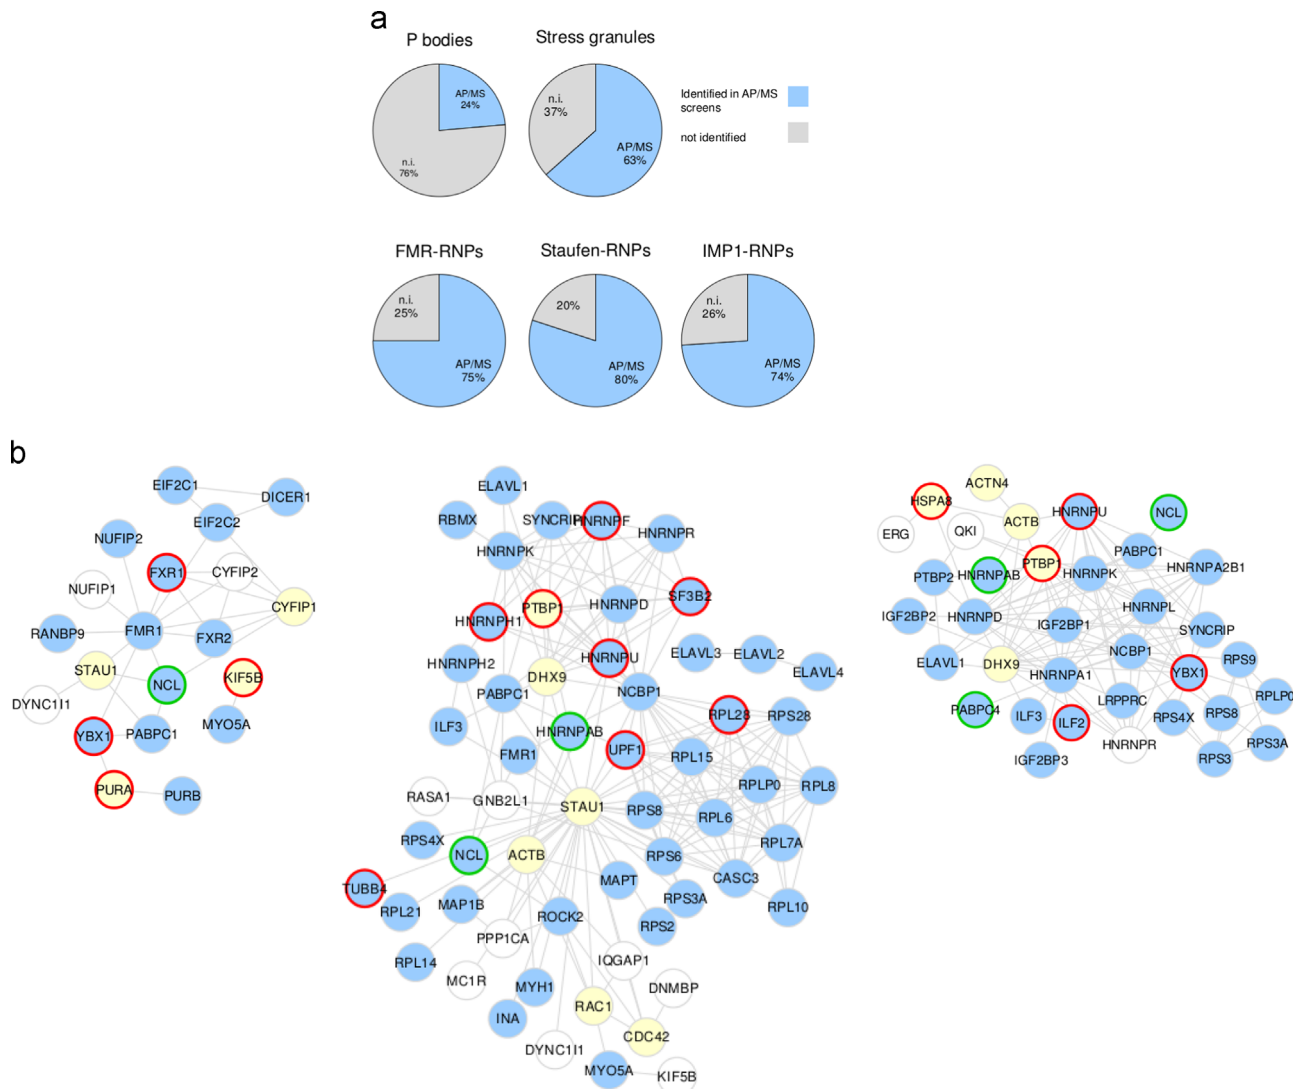 a
P bodies
Stress granules
AP/MS
24%
n.i.
76%
n.i.
37%
AP/MS
63%
Identified in AP/MS
screens
not identified
FMR-RNPs
Staufen-RNPs
IMP1-RNPs
n.i.
25%
AP/MS
75%
20%
AP/MS
80%
n.i.
26%
AP/MS
74%
b
EIF2C1
DICER1
EIF2C2
NUFIP2
FXR1
CYFIP2
NUFIP1
CYFIP1
RANBP9
FMR1
FXR2
STAU1
NCL
KIF5B
DYNC1I1
MYO5A
YBX1
PABPC1
PURA
PURB
ELAVL1
RBMX
SYNCRIP
HNRNPF
HNRNPR
HNRNPK
SF3B2
PTBP1
HNRNPD
HNRNPH1
HNRNPU
ELAVL3
ELAVL2
ELAVL4
HNRNPH2
DHX9
PABPC1
NCBP1
ILF3
HNRNPAB
RPL28
RPS28
FMR1
UPF1
RPL15
RASA1
GNB2L1
STAU1
RPS8
RPLP0
RPL8
RPL6
RPS4X
NCL
ACTB
RPS6
RPL7A
TUBB4
MAPT
CASC3
RPL21
MAP1B
ROCK2
RPS3A
RPL10
RPS2
PPP1CA
RPL14
MC1R
IQGAP1
MYH1
DNMBP
INA
RAC1
CDC42
DYNC1I1
MYO5A
KIF5B
ACTN4
HSPA8
ERG
QKI
ACTB
HNRNPU
NCL
PABPC1
PTBP1
PTBP2
HNRNPAB
HNRNPK
HNRNPA2B1
IGF2BP2
HNRNPD
HNRNPL
IGF2BP1
SYNCRIP
ELAVL1
DHX9
NCBP1
HNRNPA1
YBX1
RPS9
PABPC4
ILF3
ILF2
LRPPRC
RPS4X
RPS8
RPLP0
HNRNPR
IGF2BP3
RPS3
RPS3A